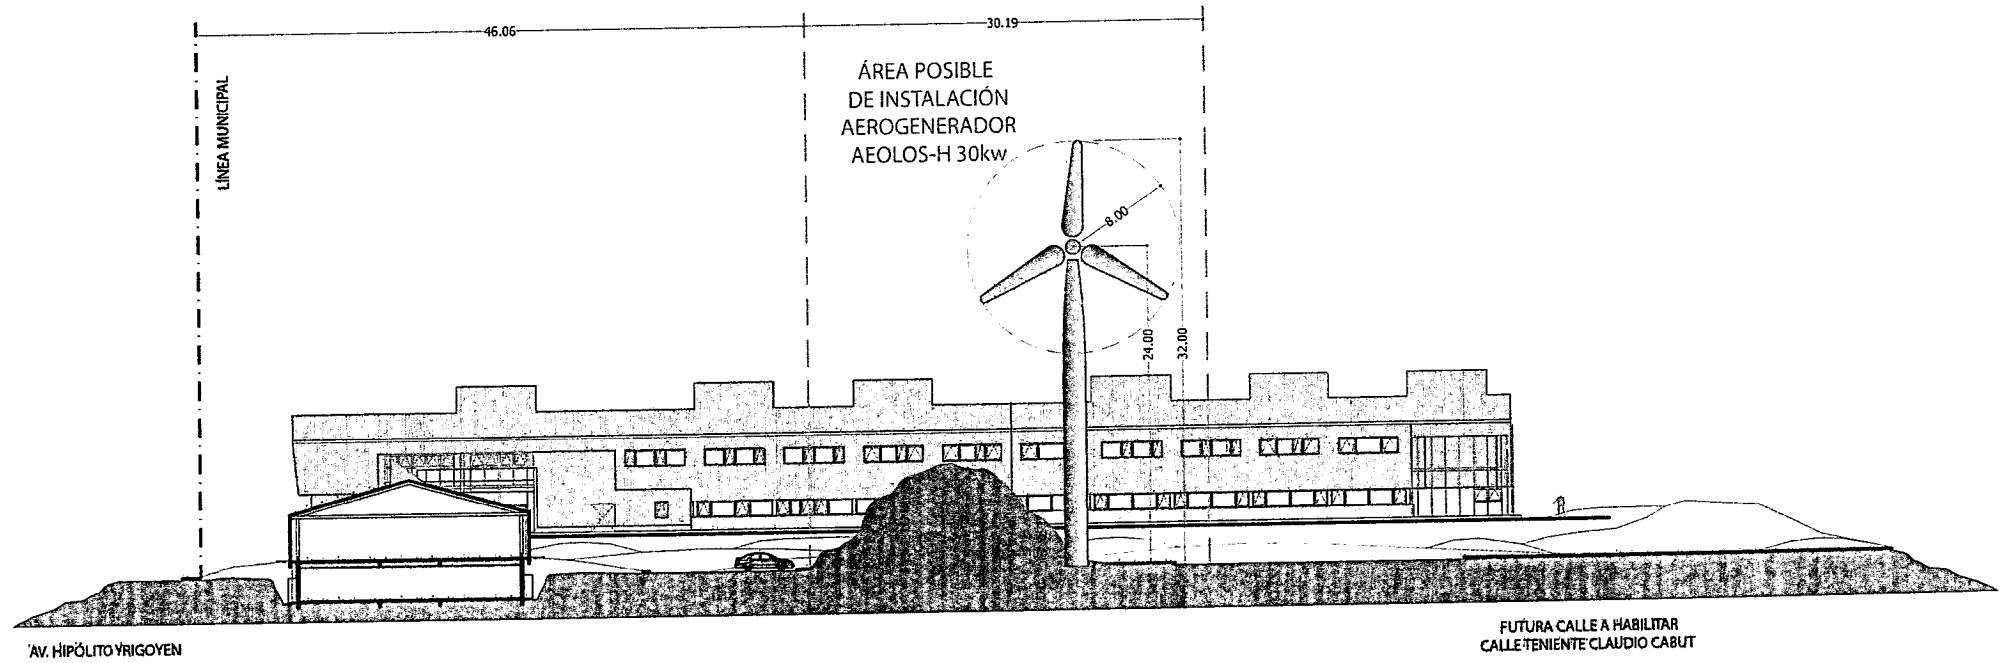 46.06
30.19
LÍNEA MUNICIPAL
ÁREA POSIBLE
DE INSTALACIÓN
AEROGENERADOR
AEOLOS-H 30kw
8.00
24.00
32.00
AV. HIPÓLITO YRIGOYEN
FUTURA CALLE A HABILITAR
CALLE TENIENTE CLAUDIO CABUT